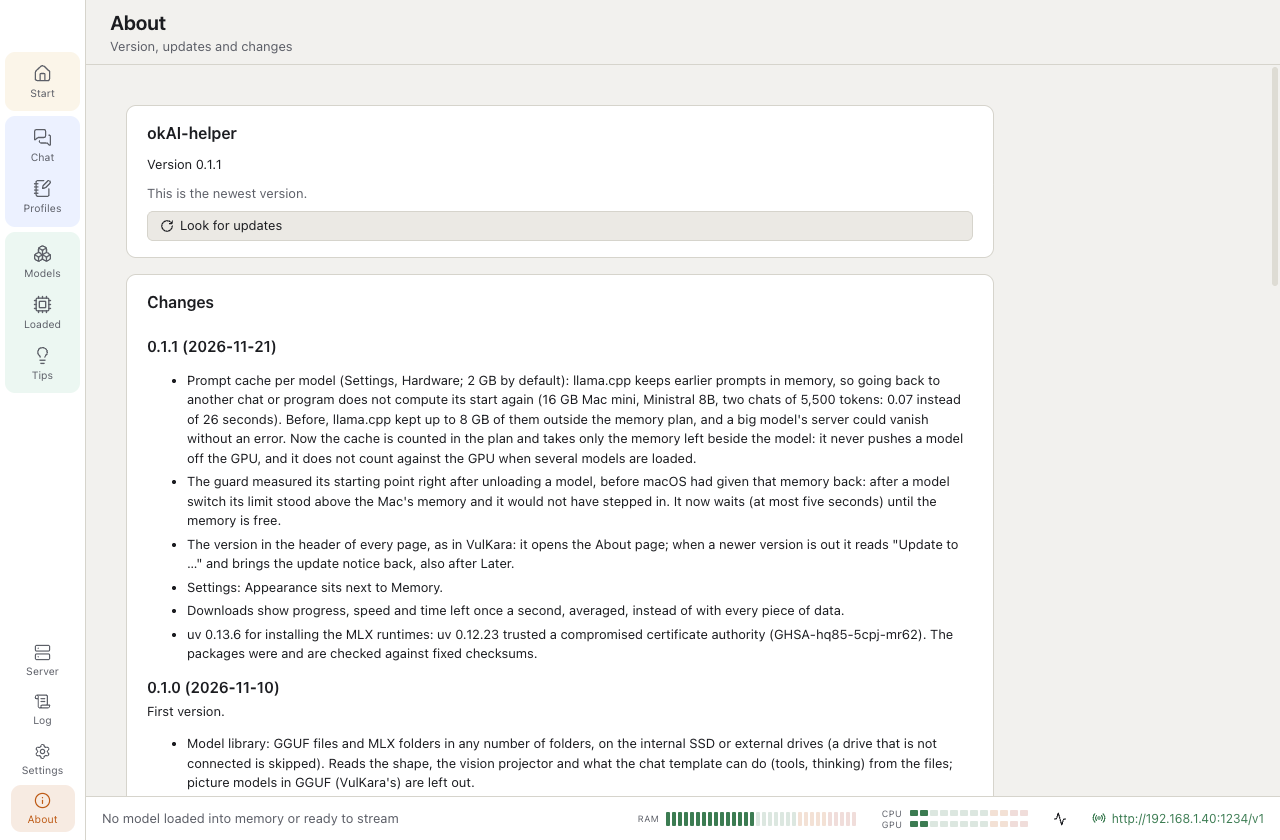 About
Version, updates and changes
Start
Chat
Profiles
Models
Loaded
Tips
Server
Log
Settings
About
okAI-helper
Version 0.1.1
This is the newest version.
Look for updates
Changes
0.1.1 (2026-11-21)
• Prompt cache per model (Settings, Hardware; 2 GB by default): llama.cpp keeps earlier prompts in memory, so going back to
another chat or program does not compute its start again (16 GB Mac mini, Ministral 8B, two chats of 5,500 tokens: 0.07 instead
of 26 seconds). Before, llama.cpp kept up to 8 GB of them outside the memory plan, and a big model's server could vanish
without an error. Now the cache is counted in the plan and takes only the memory left beside the model: it never pushes a model
off the GPU, and it does not count against the GPU when several models are loaded.
• The guard measured its starting point right after unloading a model, before macOS had given that memory back: after a model
switch its limit stood above the Mac's memory and it would not have stepped in. It now waits (at most five seconds) until the
memory is free.
• The version in the header of every page, as in VulKara: it opens the About page; when a newer version is out it reads "Update to
…" and brings the update notice back, also after Later.
• Settings: Appearance sits next to Memory.
• Downloads show progress, speed and time left once a second, averaged, instead of with every piece of data.
• uv 0.13.6 for installing the MLX runtimes: uv 0.12.23 trusted a compromised certificate authority (GHSA-hq85-5cpj-mr62). The
packages were and are checked against fixed checksums.
0.1.0 (2026-11-10)
First version.
• Model library: GGUF files and MLX folders in any number of folders, on the internal SSD or external drives (a drive that is not
connected is skipped). Reads the shape, the vision projector and what the chat template can do (tools, thinking) from the files;
picture models in GGUF (VulKara's) are left out.
No model loaded into memory or ready to stream
RAM
CPU
GPU
http://192.168.1.40:1234/v1